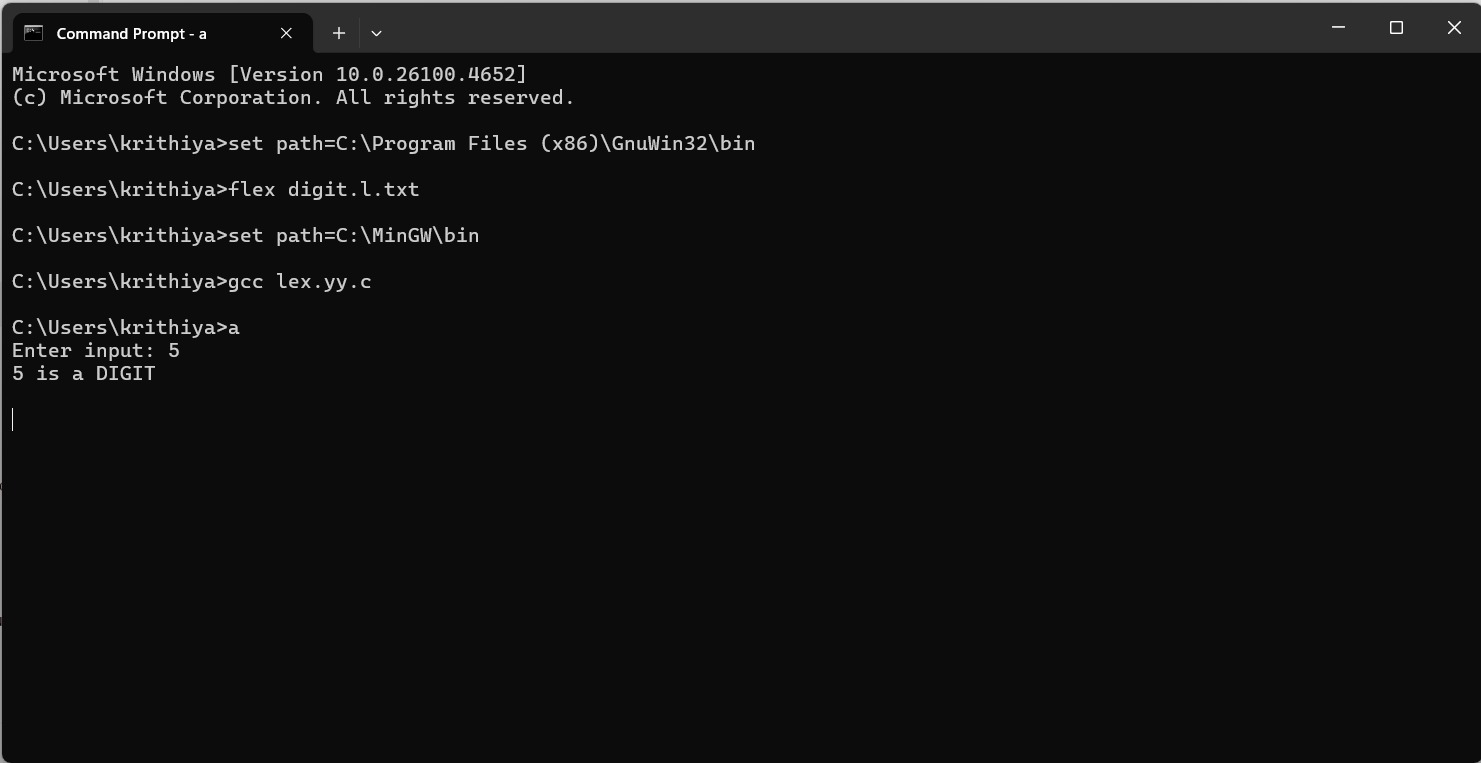 Command Prompt - a
Microsoft Windows [Version 10.0.26100.4652]
(c) Microsoft Corporation. All rights reserved.
C:\Users\krithiya>set path=C:\Program Files (x86)\GnuWin32\bin
C:\Users\krithiya>flex digit.l.txt
C:\Users\krithiya>set path=C:\MinGW\bin
C:\Users\krithiya>gcc lex.yy.c
C:\Users\krithiya>a
Enter input: 5
5 is a DIGIT